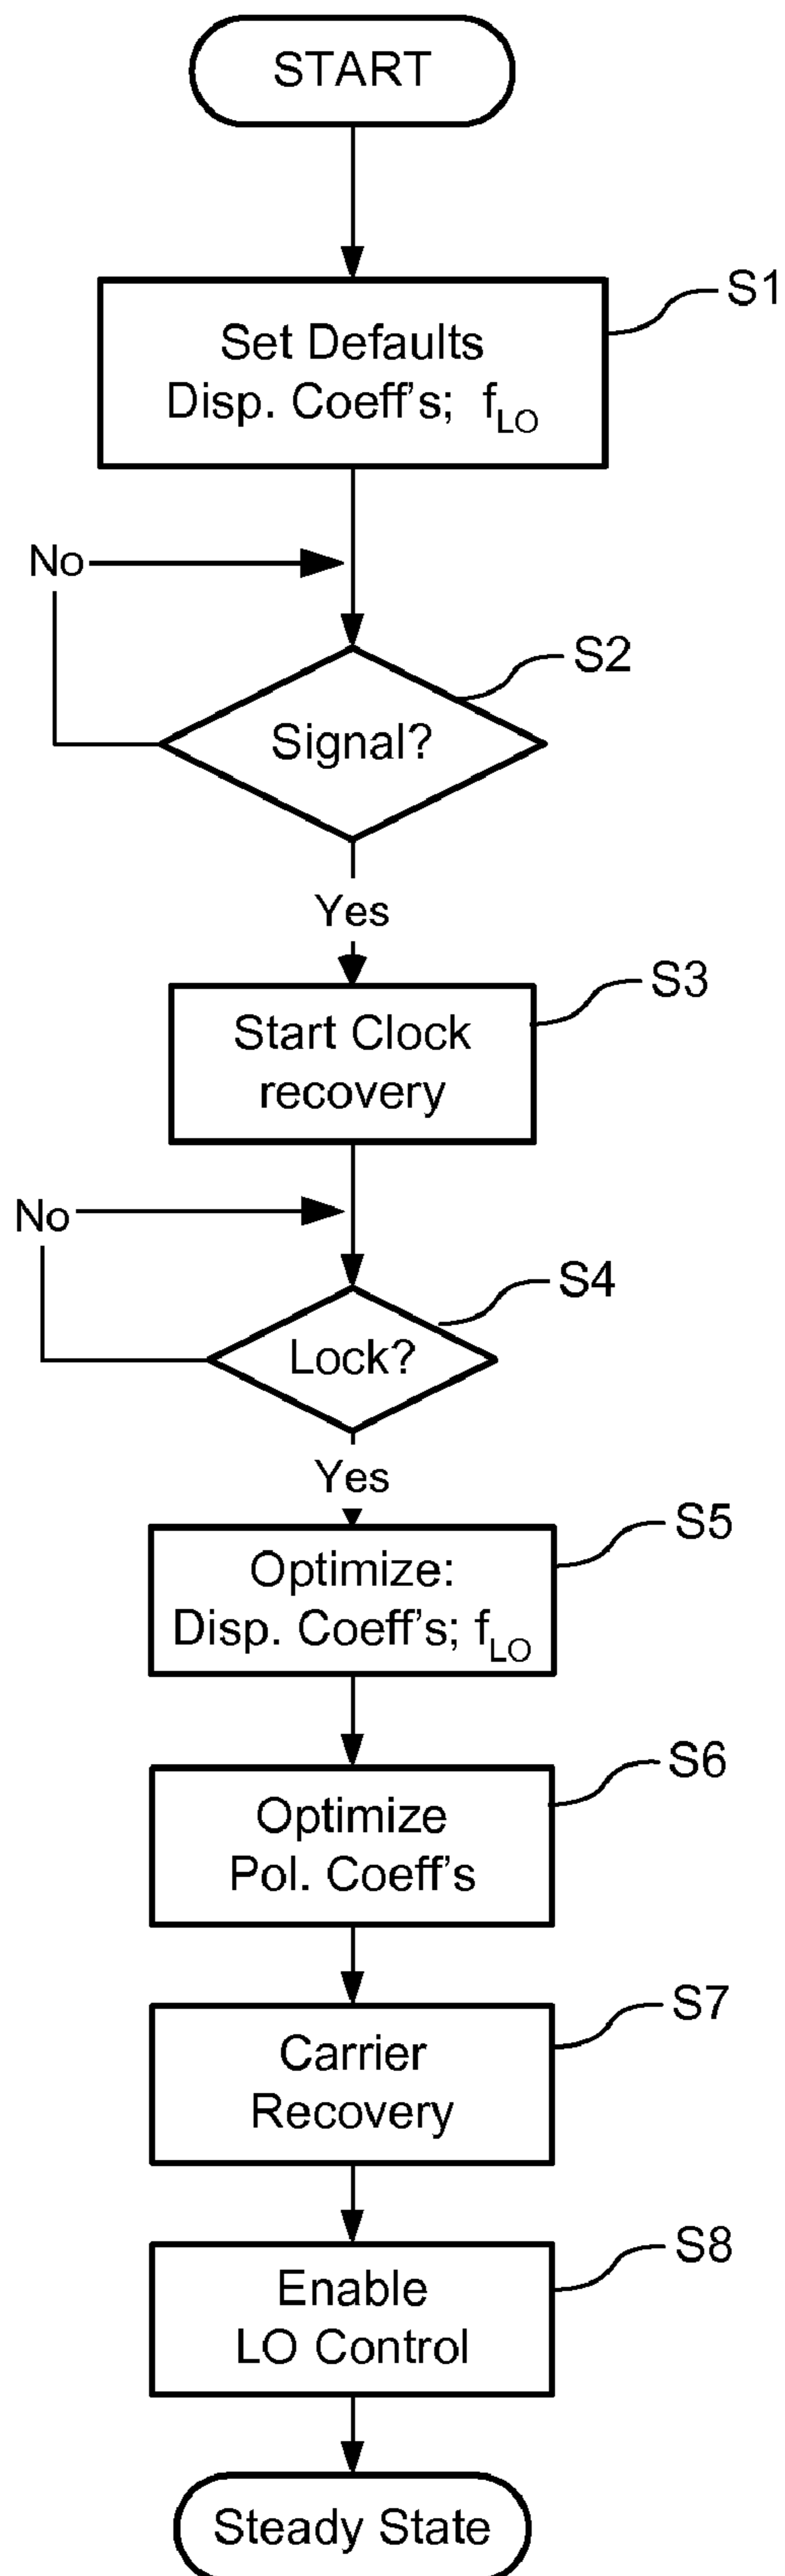 START
S1
Set Defaults
Disp. Coeff's; fLO
No
S2
Signal?
Yes
S3
Start Clock
recovery
No
S4
Lock?
Yes
S5
Optimize:
Disp. Coeff's; fLO
S6
Optimize
Pol. Coeff's
S7
Carrier
Recovery
S8
Enable
LO Control
Steady State